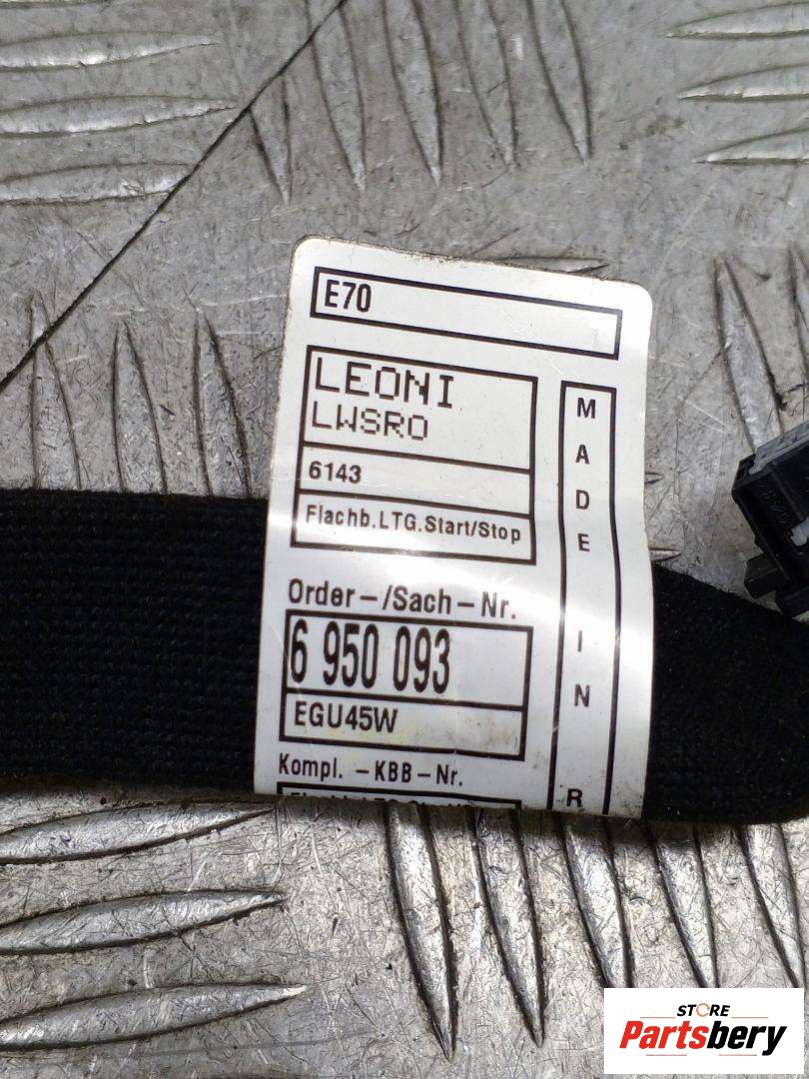 E70
LEONI
LWSRO
6143
Flachb.LTG.Start/Stop
MADE IN R
Order-/Sach-Nr.
6 950 093
EGU45W
Kompl. -KBB-Nr.
STORE
Partsbery